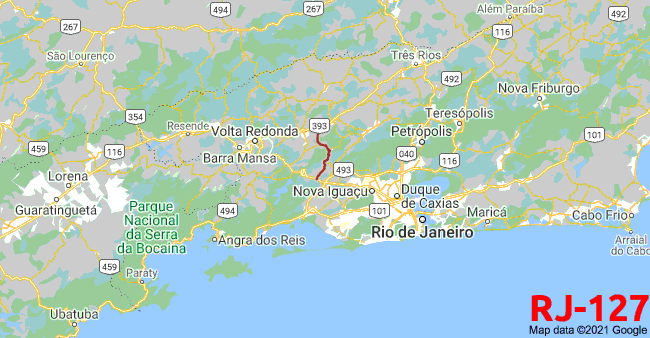 Além Paraíba
494
267
492
116
São Lourenço
Três Rios
492
Nova Friburgo
354
Teresópolis
393
Resende
Volta Redonda
Petrópolis
101
459
116
Barra Mansa
040
116
493
Lorena
Nova Iguaçu
Duque
de Caxias
Guaratinguetá
Parque
Nacional
da Serra
da Bocaina
494
101
Maricá
Cabo Frio
Rio de Janeiro
Arraial
do Cabo
Angra dos Reis
459
Paraty
Ubatuba
RJ-127
Map data ©2021 Google